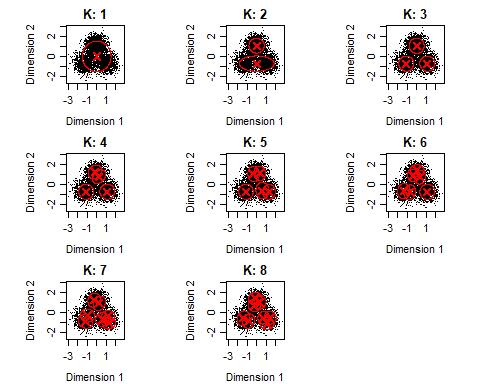 K: 1
Dimension 2
2
0
-2
-3 -1 1
Dimension 1
K: 2
Dimension 2
2
0
-2
-3 -1 1
Dimension 1
K: 3
Dimension 2
2
0
-2
-3 -1 1
Dimension 1
K: 4
Dimension 2
2
0
-2
-3 -1 1
Dimension 1
K: 5
Dimension 2
2
0
-2
-3 -1 1
Dimension 1
K: 6
Dimension 2
2
0
-2
-3 -1 1
Dimension 1
K: 7
Dimension 2
2
0
-2
-3 -1 1
Dimension 1
K: 8
Dimension 2
2
0
-2
-3 -1 1
Dimension 1